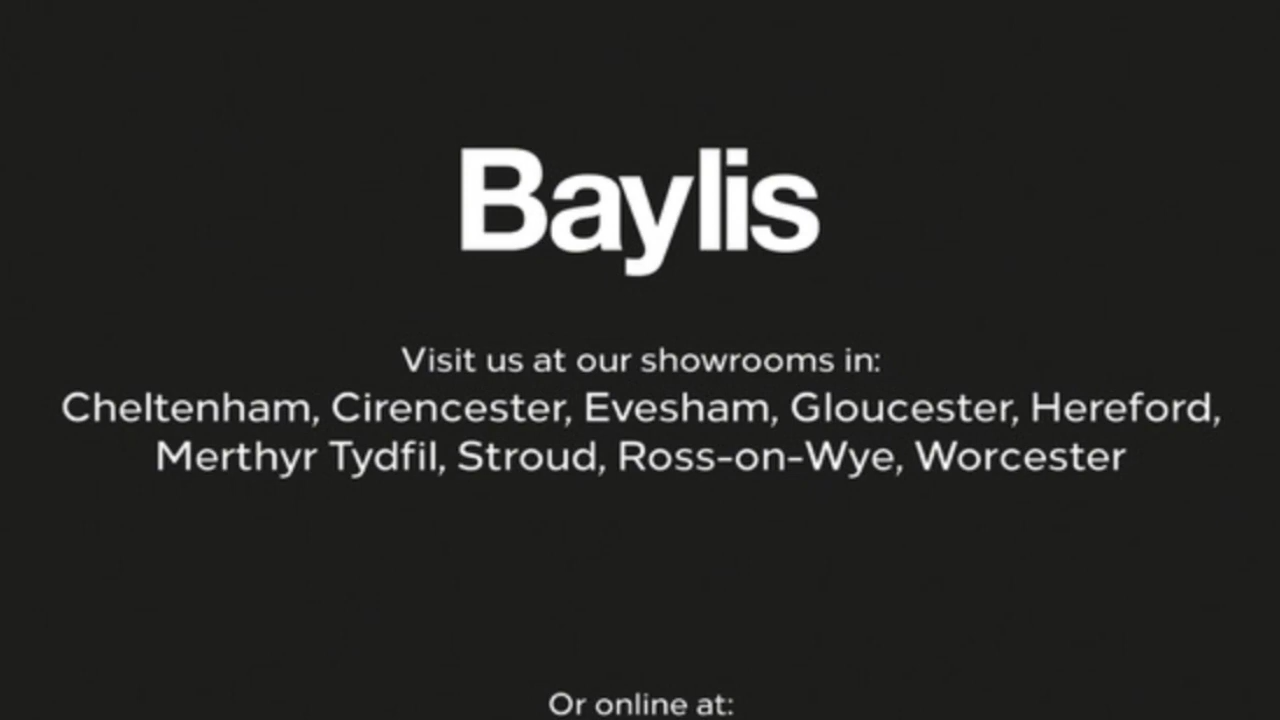 Baylis
Visit us at our showrooms in:
Cheltenham, Cirencester, Evesham, Gloucester, Hereford,
Merthyr Tydfil, Stroud, Ross-on-Wye, Worcester
Or online at: